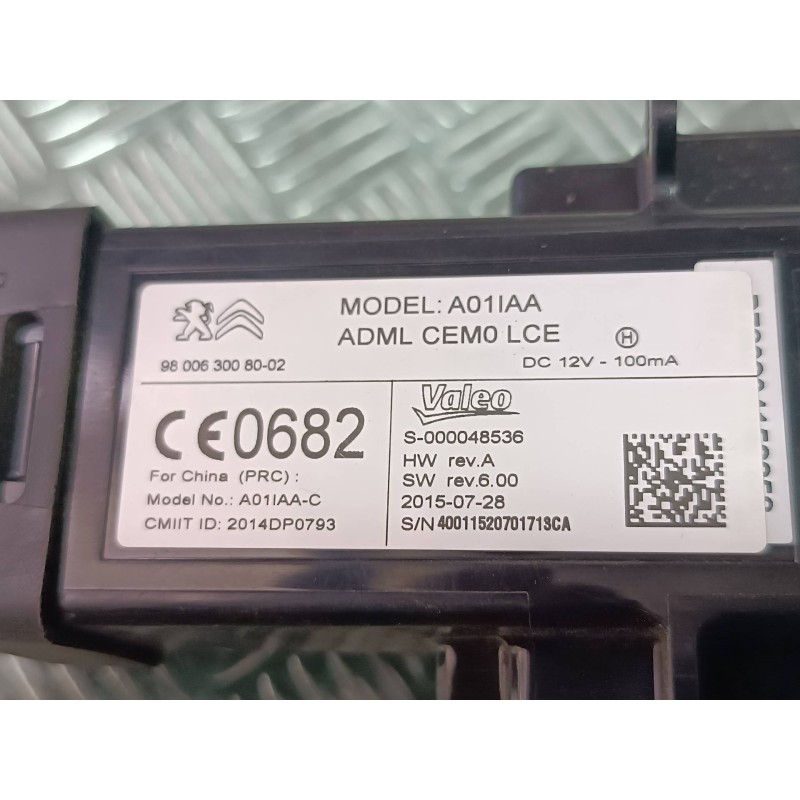 MODEL: A01IAA
ADML CEM0 LCE
H
98 006 300 80-02
DC 12V - 100mA
CE0682
For China (PRC) :
Model No.: A01IAA-C
CMIIT ID: 2014DP0793
Valeo
S-000048536
HW rev.A
SW rev.6.00
2015-07-28
S/N 4001152070171SCA